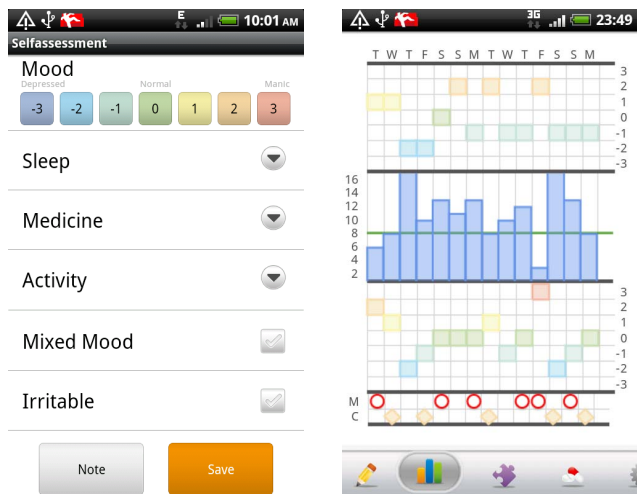 E
10:01 AM
Selfassessment
Mood
Depressed Normal Manic
-3 -2 -1 0 1 2 3
Sleep
Medicine
Activity
Mixed Mood
Irritable
Note Save
3G
23:49
T W T F S S M T W T F S S M
3
2
1
0
-1
-2
-3
16
14
12
10
8
6
4
2
3
2
1
0
-1
-2
-3
M
C